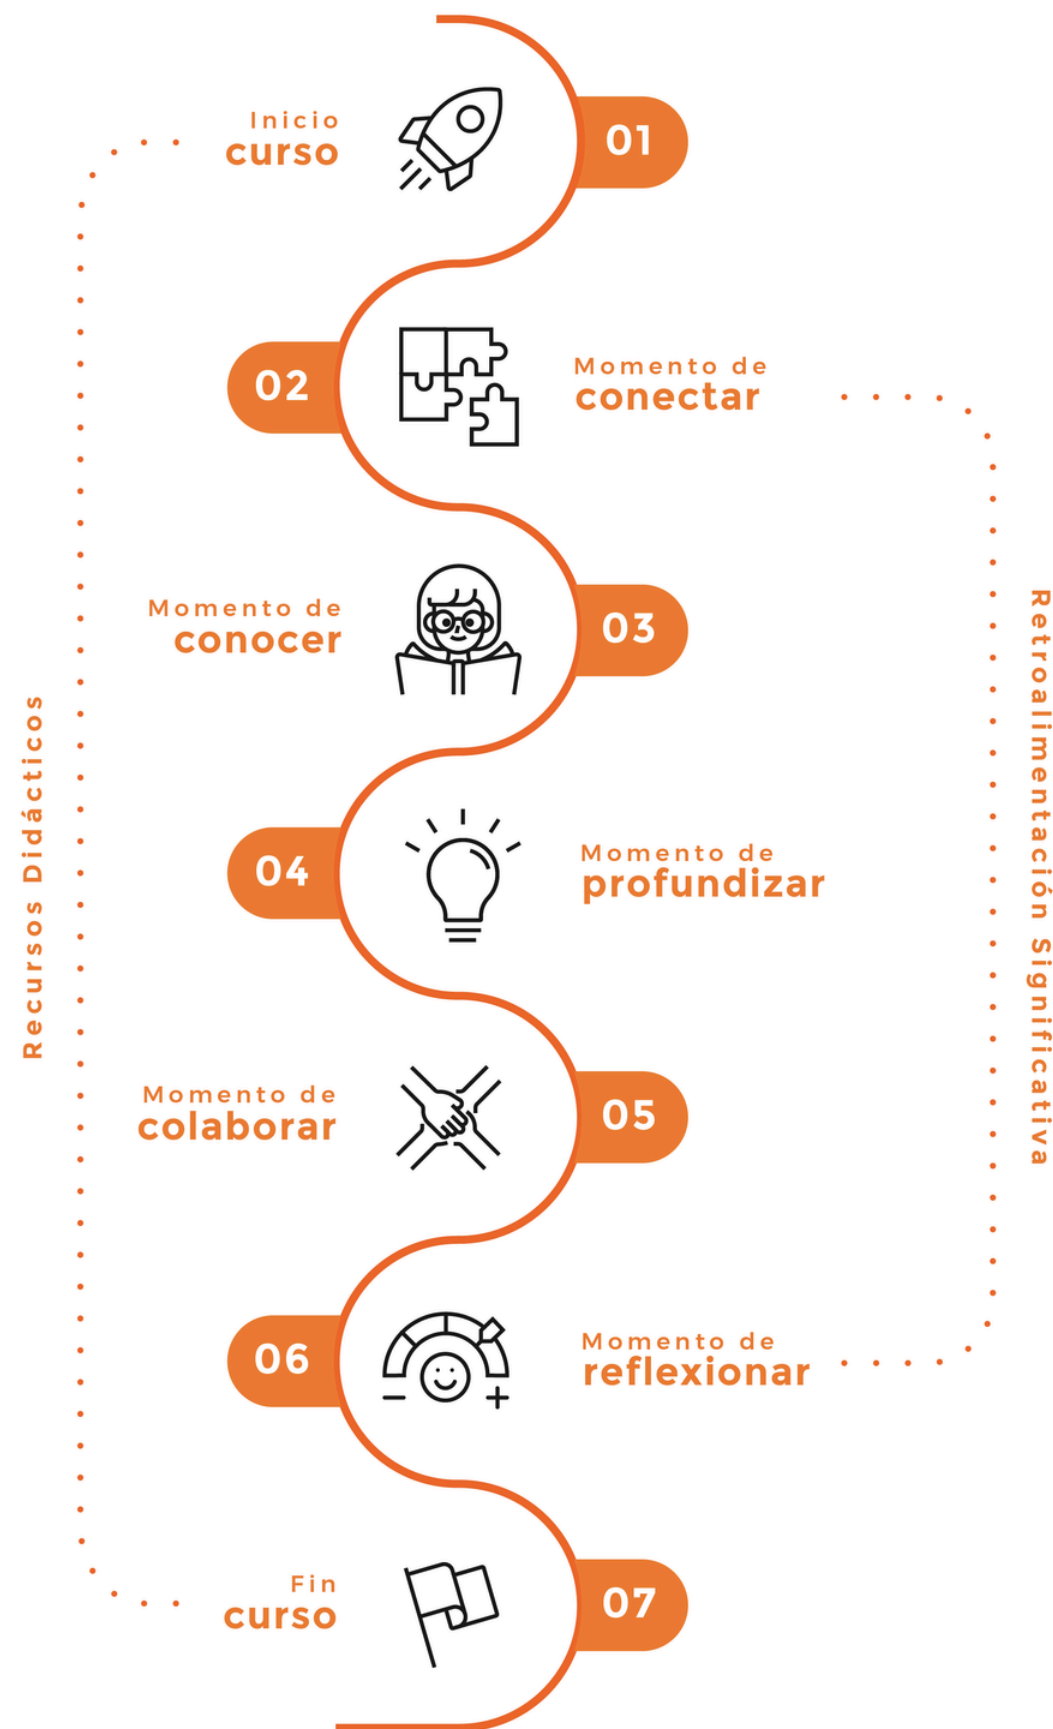 Inicio
curso
01
02
Momento de
conectar
Momento de
conocer
03
04
Momento de
profundizar
Momento de
colaborar
05
06
Momento de
reflexionar
Fin
curso
07
Recursos Didácticos
Retroalimentación Significativa